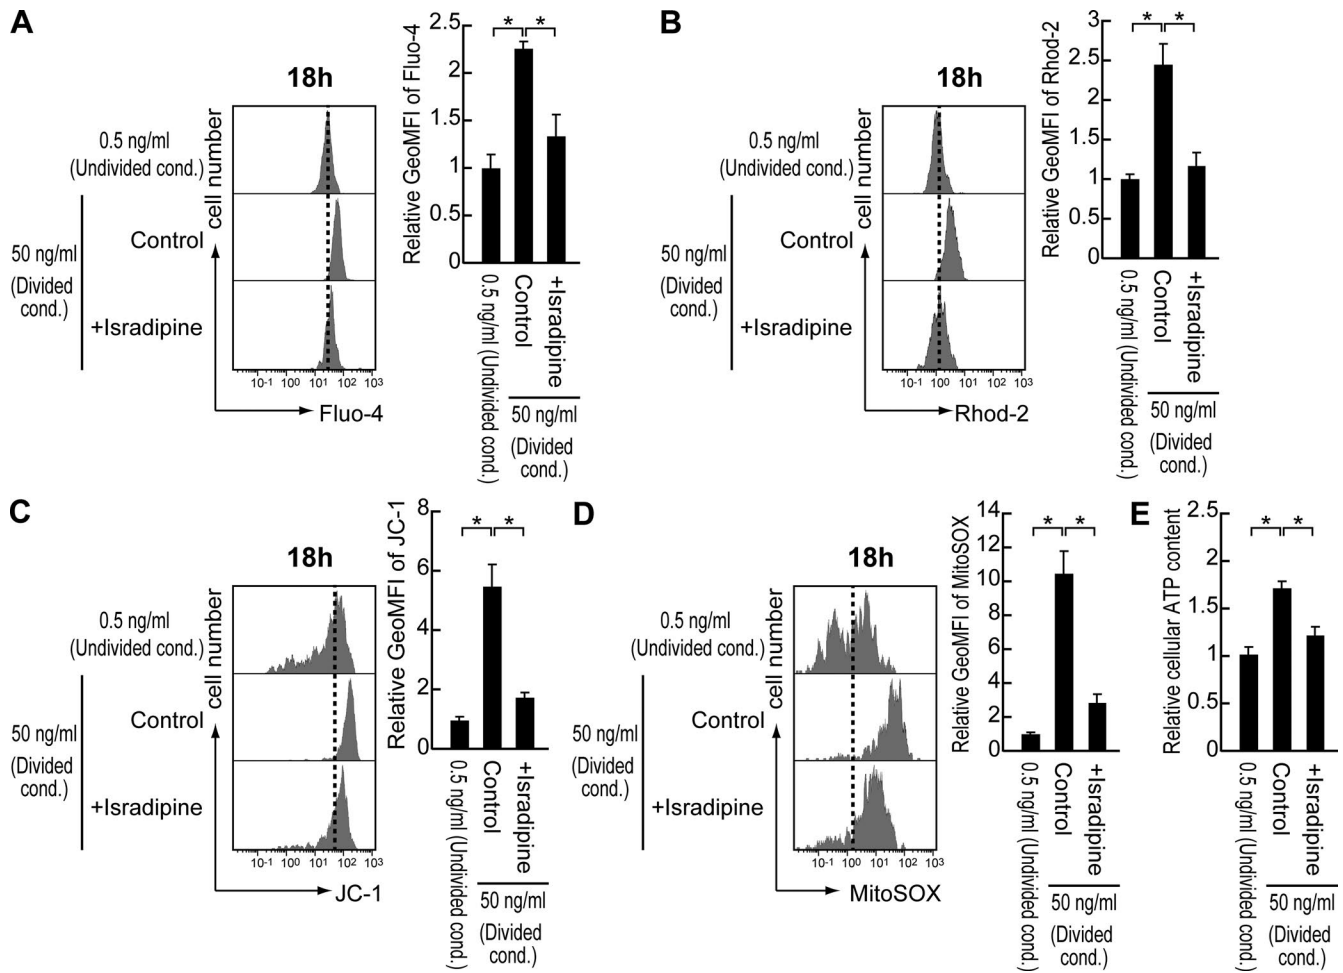 A
18h
0.5 ng/ml
(Undivided cond.)
50 ng/ml
(Divided
cond.)
Control
+Isradipine
cell number
10-1 100 101 102 103
Fluo-4
Relative GeoMFI of Fluo-4
2.5
2
1.5
1
0.5
0
* *
0.5 ng/ml (Undivided cond.)
Control
+Isradipine
50 ng/ml
(Divided
cond.)
B
18h
0.5 ng/ml
(Undivided cond.)
50 ng/ml
(Divided
cond.)
Control
+Isradipine
cell number
10-1 100 101 102 103
Rhod-2
Relative GeoMFI of Rhod-2
3
2.5
2
1.5
1
0.5
0
* *
0.5 ng/ml (Undivided cond.)
Control
+Isradipine
50 ng/ml
(Divided
cond.)
C
18h
0.5 ng/ml
(Undivided cond.)
50 ng/ml
(Divided
cond.)
Control
+Isradipine
cell number
10-1 100 101 102 103
JC-1
Relative GeoMFI of JC-1
8
6
4
2
0
* *
0.5 ng/ml (Undivided cond.)
Control
+Isradipine
50 ng/ml
(Divided
cond.)
D
18h
0.5 ng/ml
(Undivided cond.)
50 ng/ml
(Divided
cond.)
Control
+Isradipine
cell number
10-1 100 101 102 103
MitoSOX
Relative GeoMFI of MitoSOX
14
12
10
8
6
4
2
0
* *
0.5 ng/ml (Undivided cond.)
Control
+Isradipine
50 ng/ml
(Divided
cond.)
E
Relative cellular ATP content
2.5
2
1.5
1
0.5
0
* *
0.5 ng/ml (Undivided cond.)
Control
+Isradipine
50 ng/ml
(Divided
cond.)